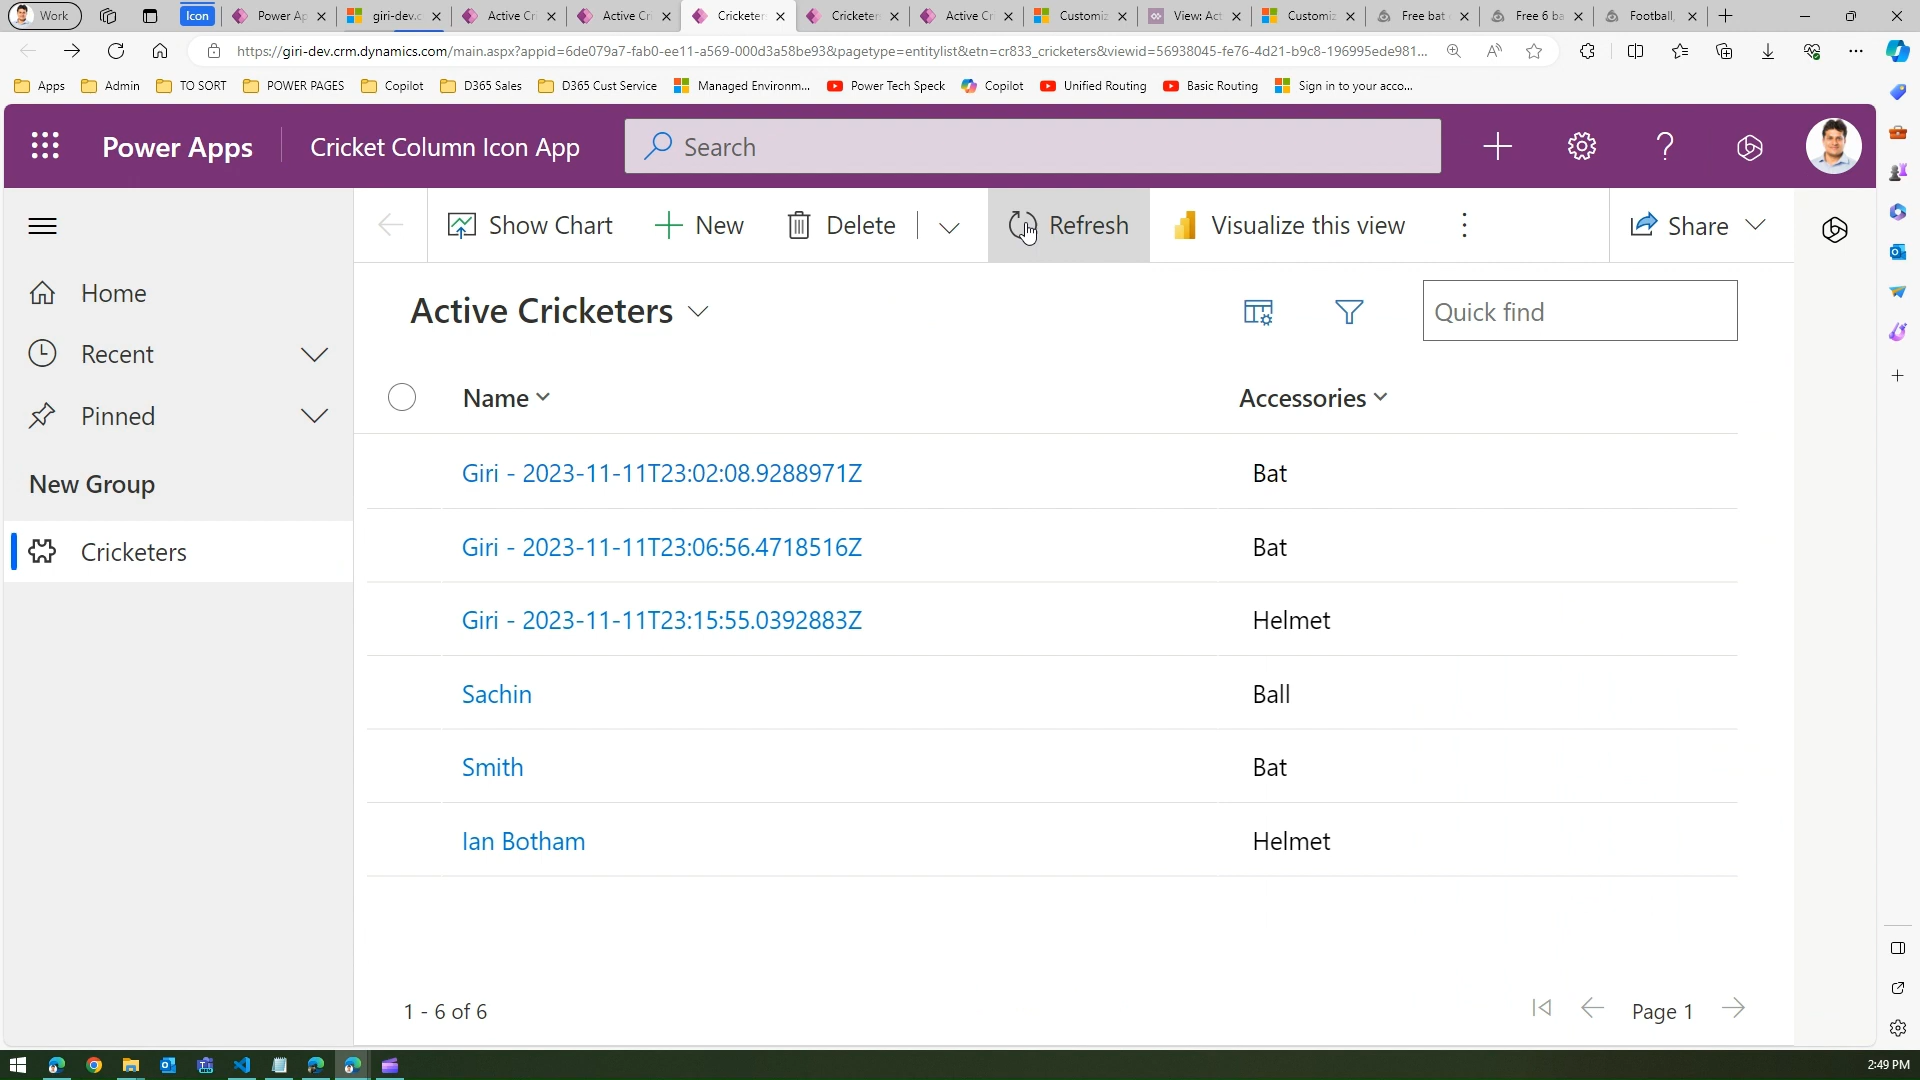 Work
Icon
Power Ap
giri-dev.c
Active Cri
Active Cri
Cricketer
Cricketer
Active Cri
Customiz
View: Act
Customiz
Free bat
Free 6 ba
Football,
https://giri-dev.crm.dynamics.com/main.aspx?appid=6de079a7-fab0-ee11-a569-000d3a58be93&pagetype=entitylist&etn=cr833_cricketers&viewid=56938045-fe76-4d21-b9c8-196995ede981...
Apps
Admin
TO SORT
POWER PAGES
Copilot
D365 Sales
D365 Cust Service
Managed Environm...
Power Tech Speck
Copilot
Unified Routing
Basic Routing
Sign in to your acco...
Power Apps
Cricket Column Icon App
Search
Show Chart
New
Delete
Refresh
Visualize this view
Share
Home
Recent
Pinned
New Group
Cricketers
Active Cricketers
Quick find
Name
Accessories
Giri - 2023-11-11T23:02:08.9288971Z
Bat
Giri - 2023-11-11T23:06:56.4718516Z
Bat
Giri - 2023-11-11T23:15:55.0392883Z
Helmet
Sachin
Ball
Smith
Bat
Ian Botham
Helmet
1 - 6 of 6
Page 1
2:49 PM